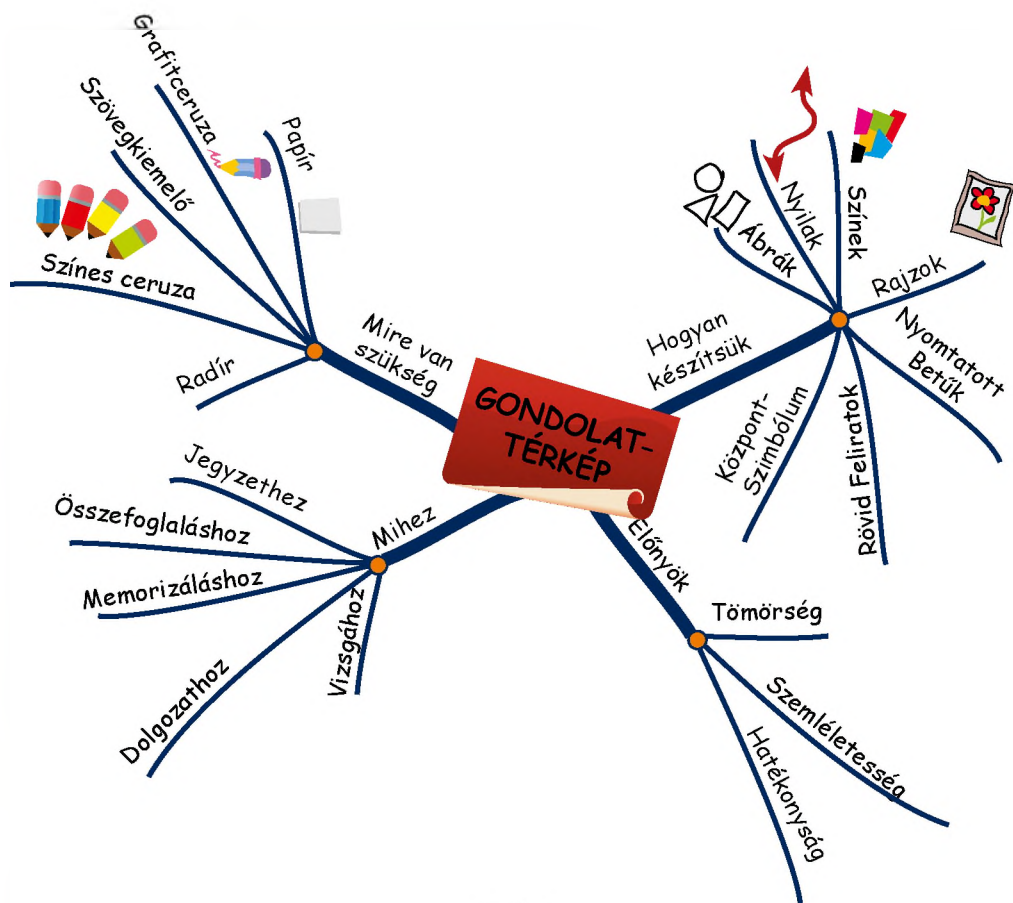 GONDOLAT-
TÉRKÉP
Mire van
szükség
Papír
Grafitceruza
Szövegkiemelő
Színes ceruza
Radír
Hogyan
készítsük
Ábrák
Nyilak
Színek
Rajzok
Nyomtatott
Betűk
Rövid Feliratok
Központ-
Szimbólum
Mihez
Jegyzethez
Összefoglaláshoz
Memorizáláshoz
Dolgozathoz
Vizsgához
Előnyök
Tömörség
Szemléletesség
Hatékonyság